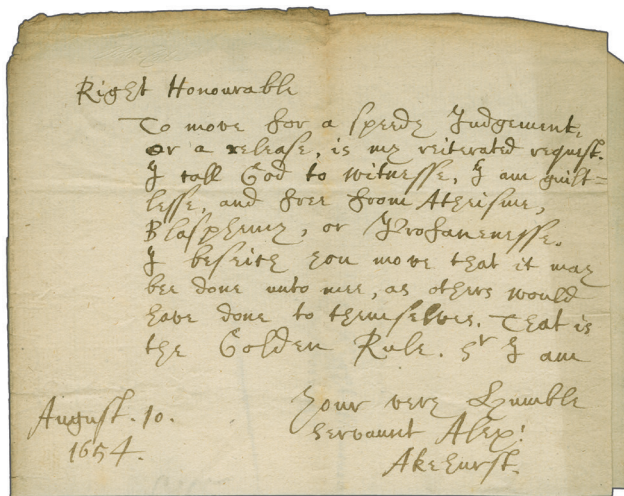 Right Honourable
To move for a speedy Judgement,
or a release, is my reiterated request.
I call God to witnesse, I am guilt=
lesse, and free from Atheisme,
Blasphemy, or Profanenesse.
I beseich you move that it may
bee done unto mee, as others would
have done to themselves. That is
the Golden Rule. Sr I am
your very Humble
servaunt Alex:
Akehurst.
August. 10.
1654.